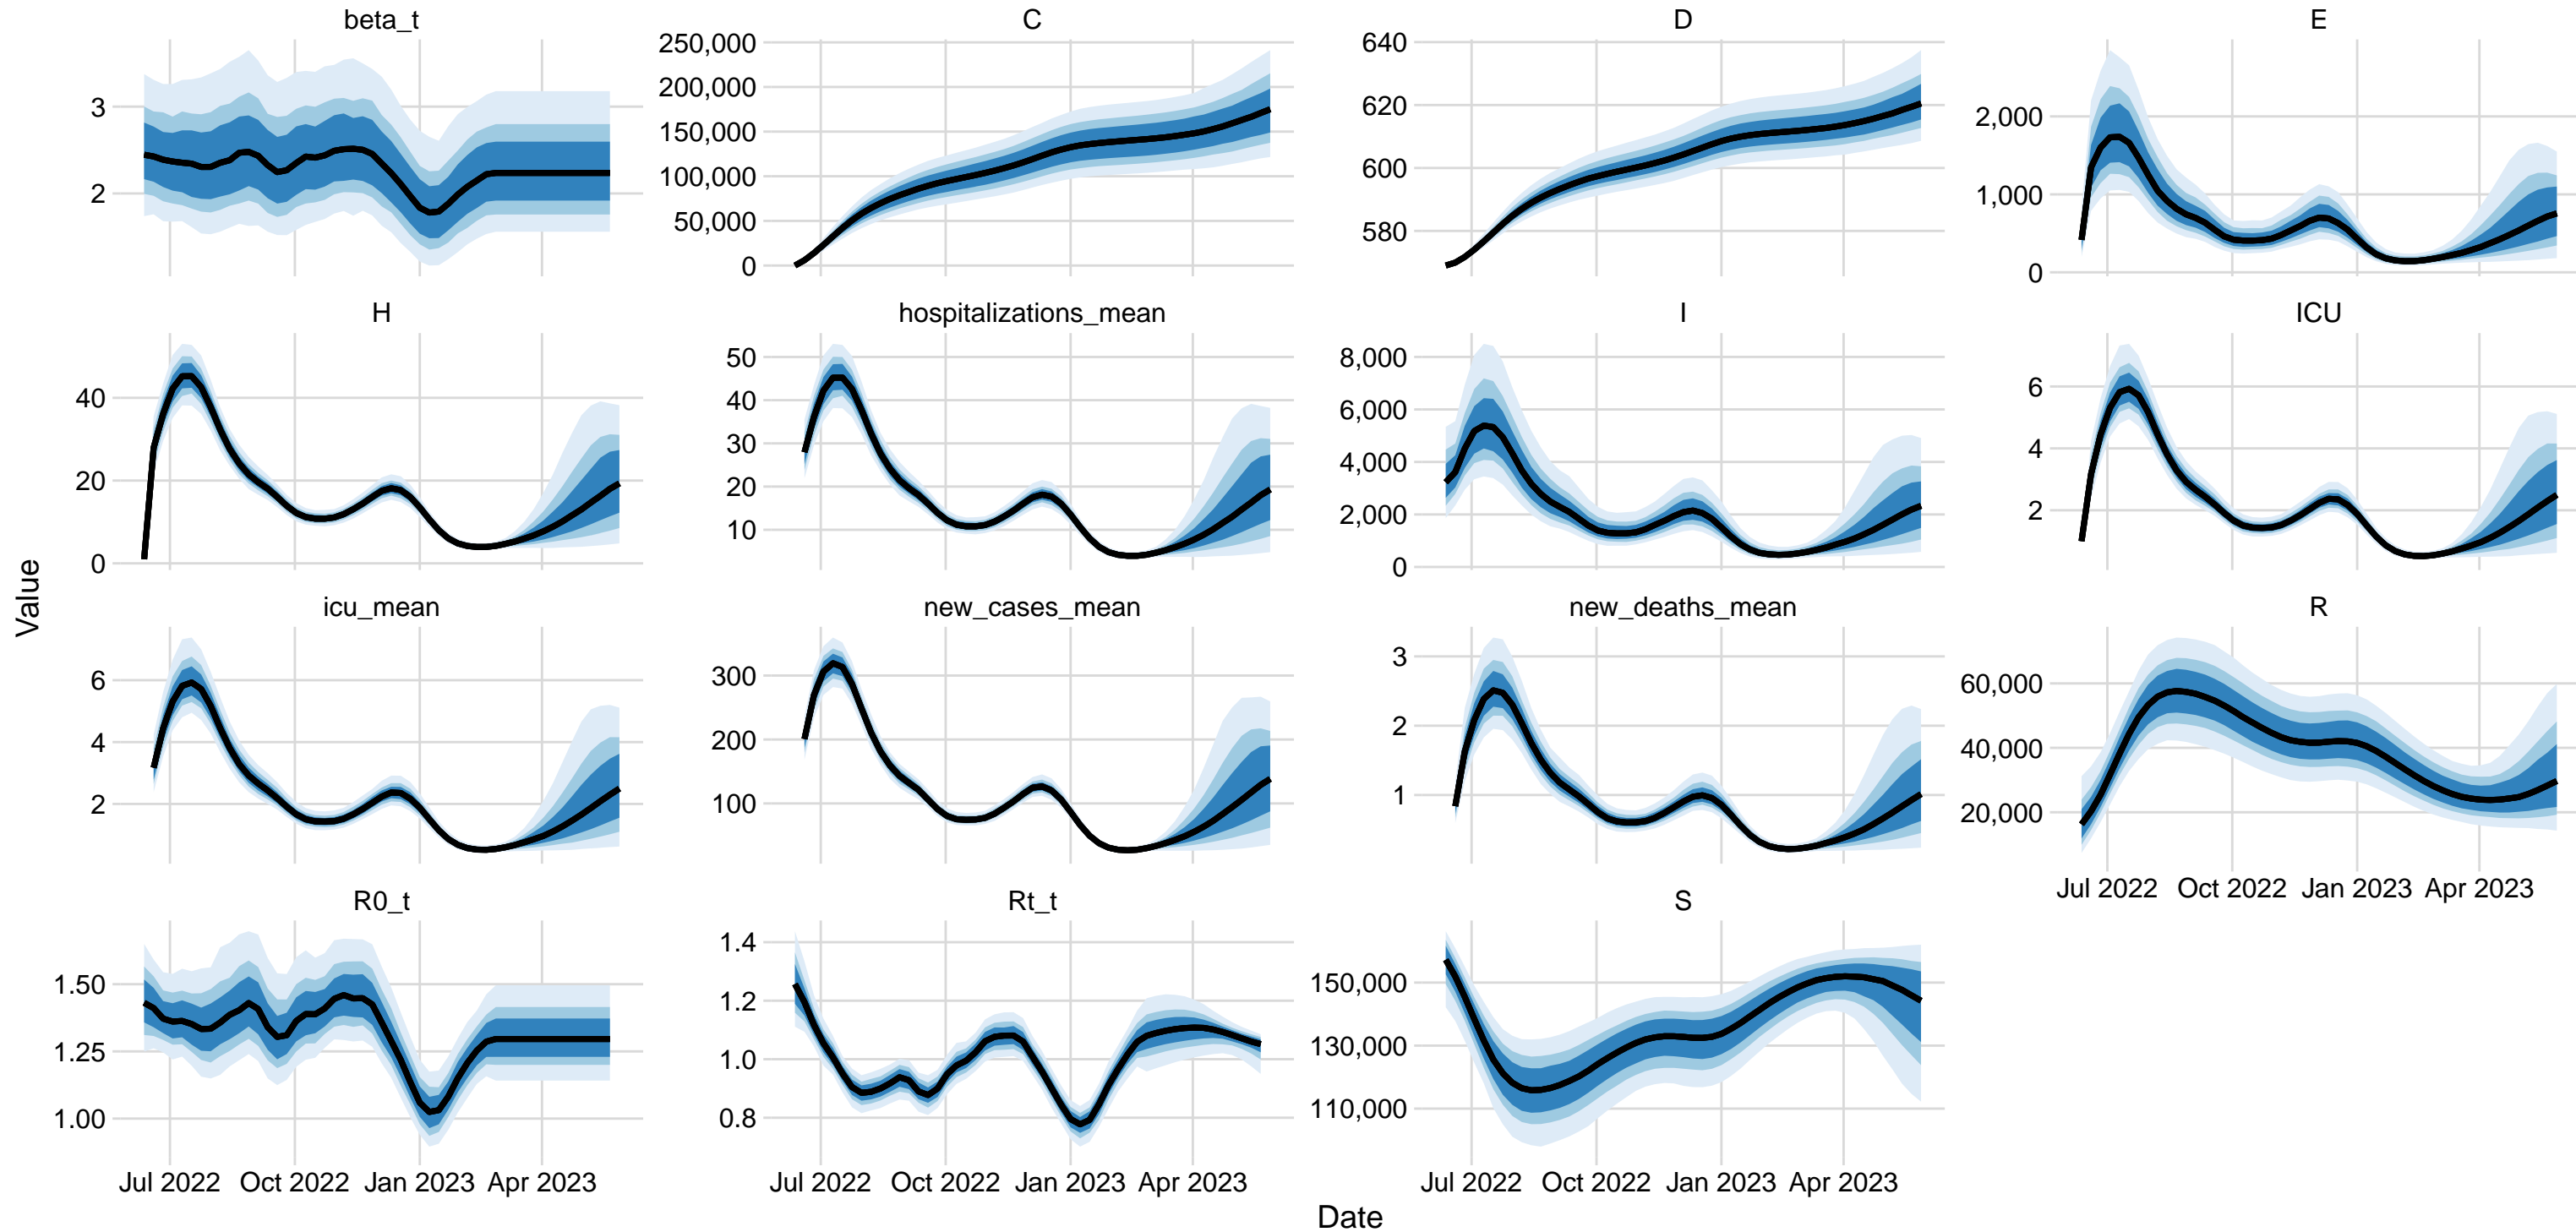 beta_t
C
D
E
3
2
250,000
200,000
150,000
100,000
50,000
0
640
620
600
580
2,000
1,000
0
H
hospitalizations_mean
I
ICU
40
20
0
50
40
30
20
10
8,000
6,000
4,000
2,000
0
6
4
2
icu_mean
new_cases_mean
new_deaths_mean
R
6
4
2
300
200
100
3
2
1
60,000
40,000
20,000
Jul 2022 Oct 2022 Jan 2023 Apr 2023
R0_t
Rt_t
S
1.50
1.25
1.00
1.4
1.2
1.0
0.8
150,000
130,000
110,000
Jul 2022 Oct 2022 Jan 2023 Apr 2023
Jul 2022 Oct 2022 Jan 2023 Apr 2023
Jul 2022 Oct 2022 Jan 2023 Apr 2023
Value
Date